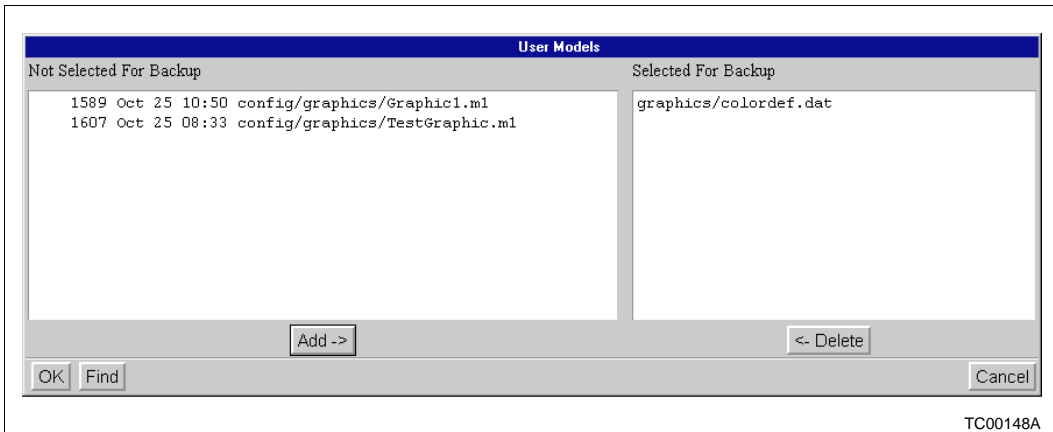 User Models
Not Selected For Backup
Selected For Backup
1589 Oct 25 10:50 config/graphics/Graphic1.m1
1607 Oct 25 08:33 config/graphics/TestGraphic.m1
graphics/colordef.dat
Add ->
<- Delete
OK
Find
Cancel
TC00148A